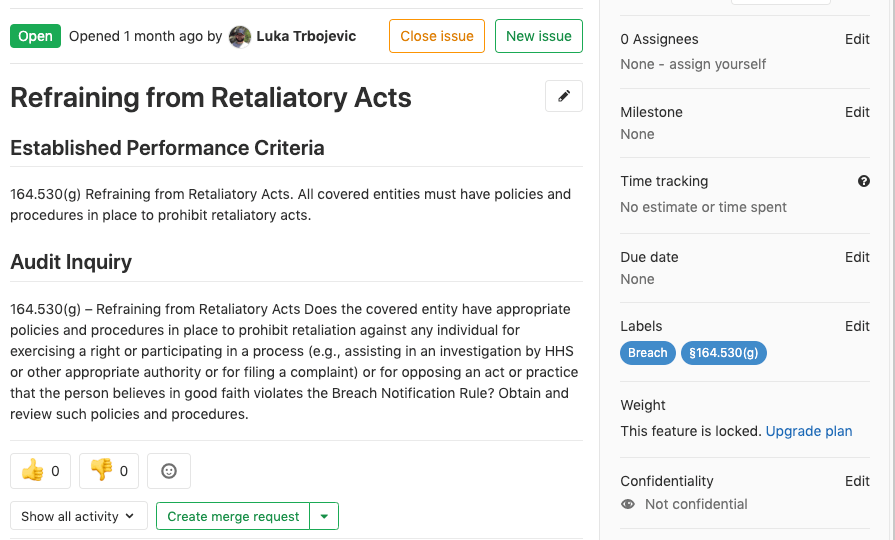 Open Opened 1 month ago by Luka Trbojevic Close issue New issue
Refraining from Retaliatory Acts
Established Performance Criteria
164.530(g) Refraining from Retaliatory Acts. All covered entities must have policies and
procedures in place to prohibit retaliatory acts.
Audit Inquiry
164.530(g) – Refraining from Retaliatory Acts Does the covered entity have appropriate
policies and procedures in place to prohibit retaliation against any individual for
exercising a right or participating in a process (e.g., assisting in an investigation by HHS
or other appropriate authority or for filing a complaint) or for opposing an act or practice
that the person believes in good faith violates the Breach Notification Rule? Obtain and
review such policies and procedures.
0 0
Show all activity Create merge request
0 Assignees Edit
None - assign yourself
Milestone Edit
None
Time tracking ?
No estimate or time spent
Due date Edit
None
Labels Edit
Breach §164.530(g)
Weight
This feature is locked. Upgrade plan
Confidentiality Edit
Not confidential